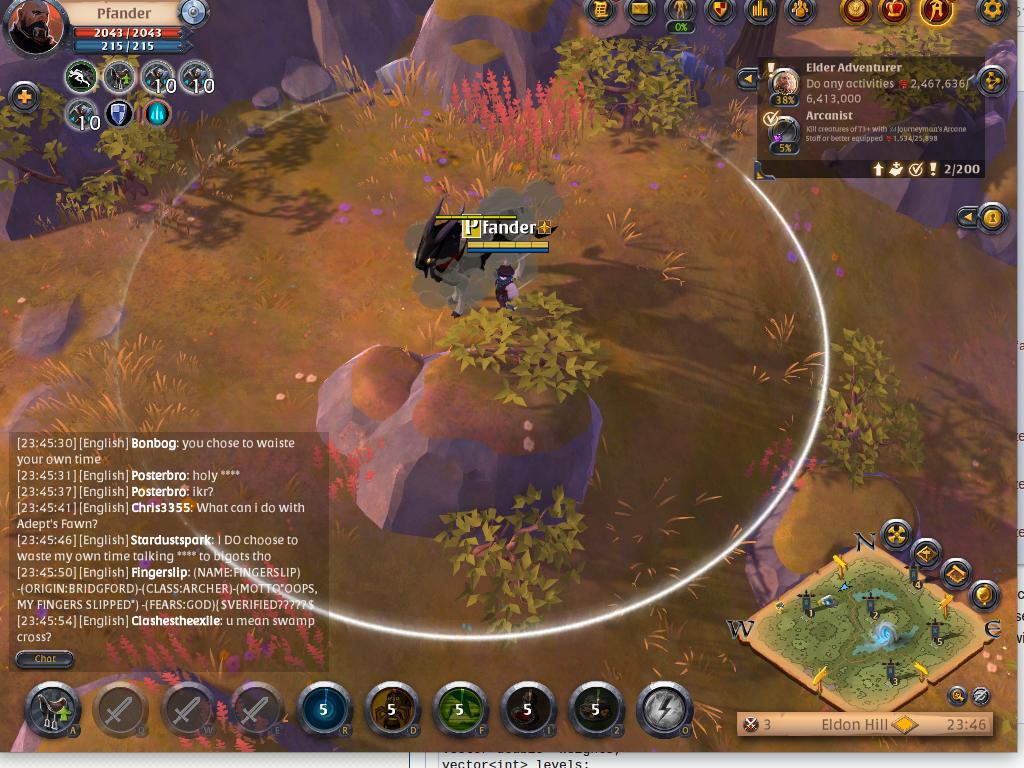 Pfander
2043 / 2043
215 / 215
0%
10
10
10
Elder Adventurer
Do any activities 2,467,636/
6,413,000
38%
Arcanist
Kill creatures of T3+ with Journeyman's Arcane
Staff or better equipped 1,534/25,898
5%
2/200
Pfander
[23:45:30] [English] Bonbog: you chose to waiste
your own time
[23:45:31] [English] Posterbro: holy ****
[23:45:37] [English] Posterbro: ikr?
[23:45:41] [English] Chris3355: What can i do with
Adept's Fawn?
[23:45:46] [English] Stardustspark: I DO choose to
waste my own time talking **** to bigots tho
[23:45:50] [English] Fingerslip: (NAME:FINGERSLIP)
-(ORIGIN:BRIDGFORD)-(CLASS:ARCHER)-(MOTTO"OOPS,
MY FINGERS SLIPPED") -(FEARS:GOD)($VERIFIED?????$
[23:45:54] [English] Clashestheexile: u mean swamp
cross?
Chat
A
Q
W
E
5
R
5
D
5
F
5
1
5
2
O
N
W
E
4
2
5
3
3
Eldon Hill
23:46
vector<int> levels;